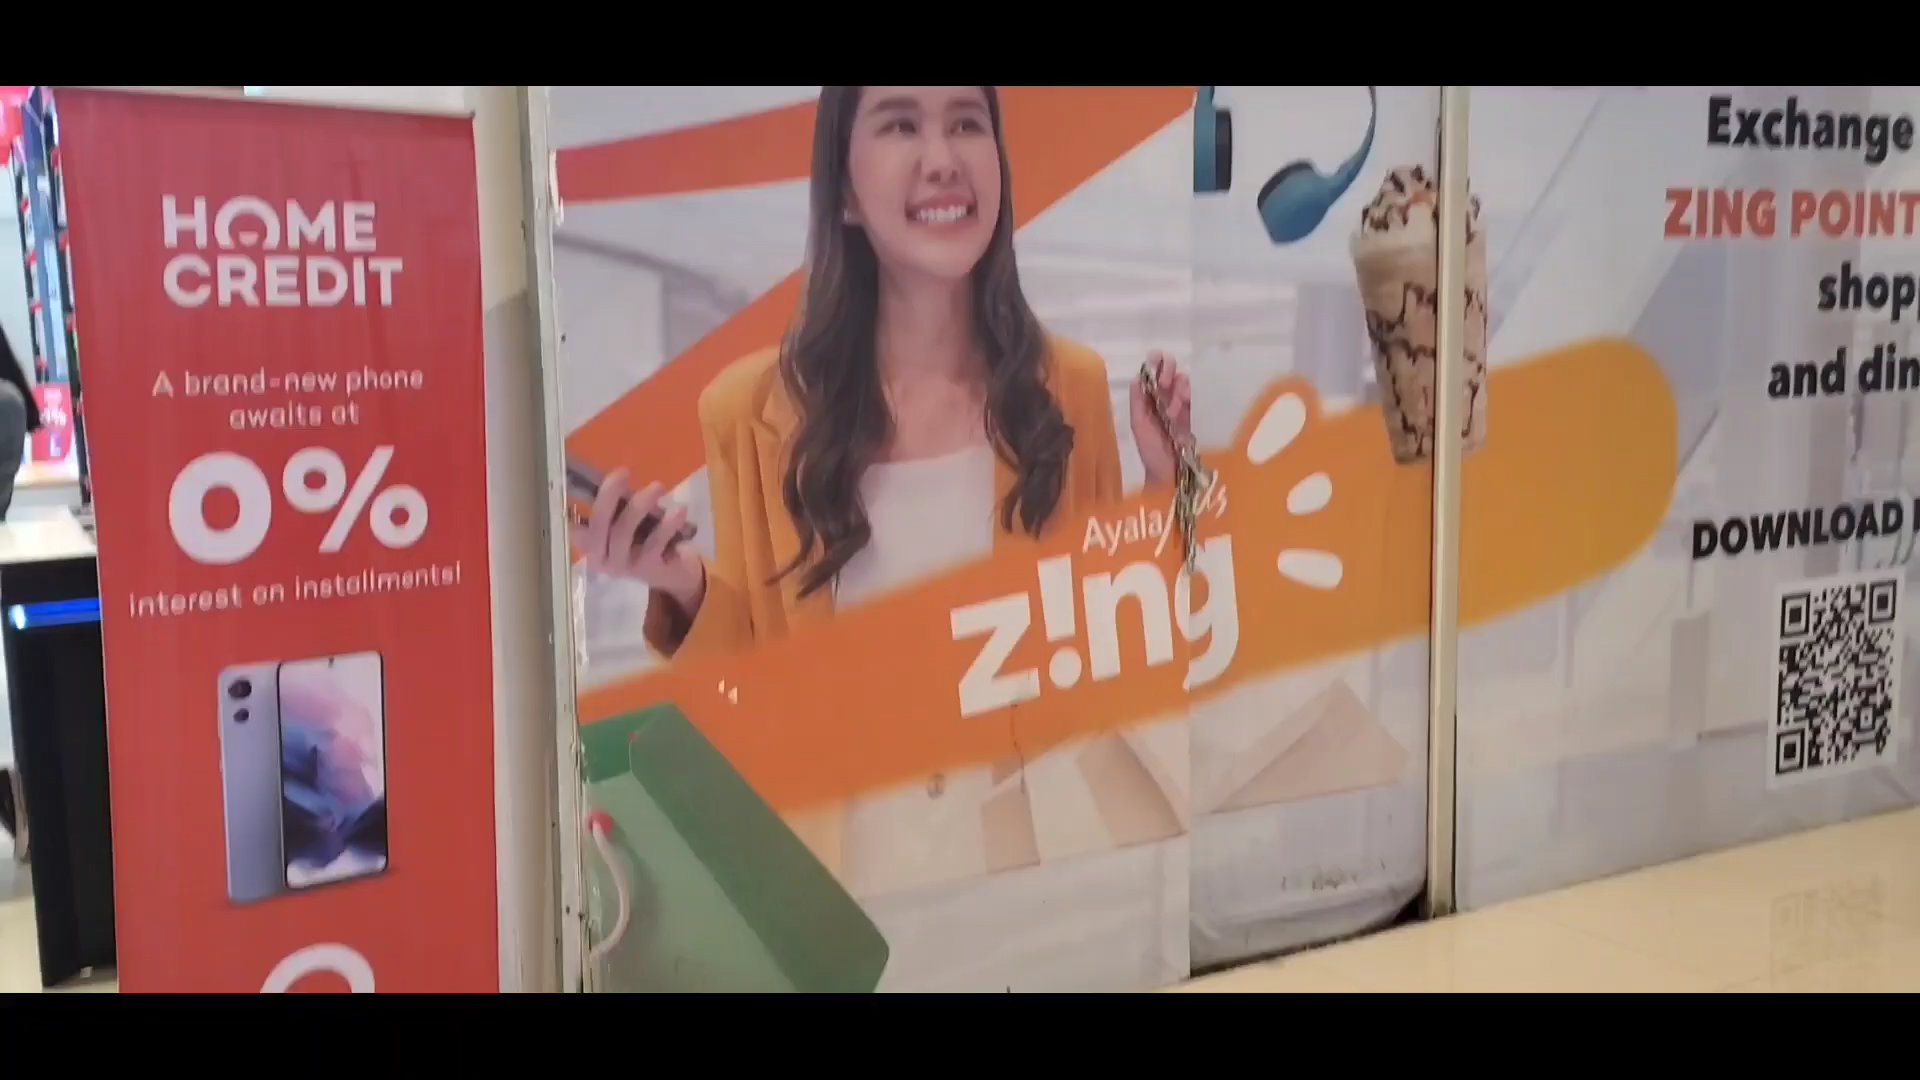 HOME
CREDIT
A brand-new phone
awaits at
0%
interest on installments!
Ayala
z!ng
Exchange
ZING POINT
shop
and din
DOWNLOAD